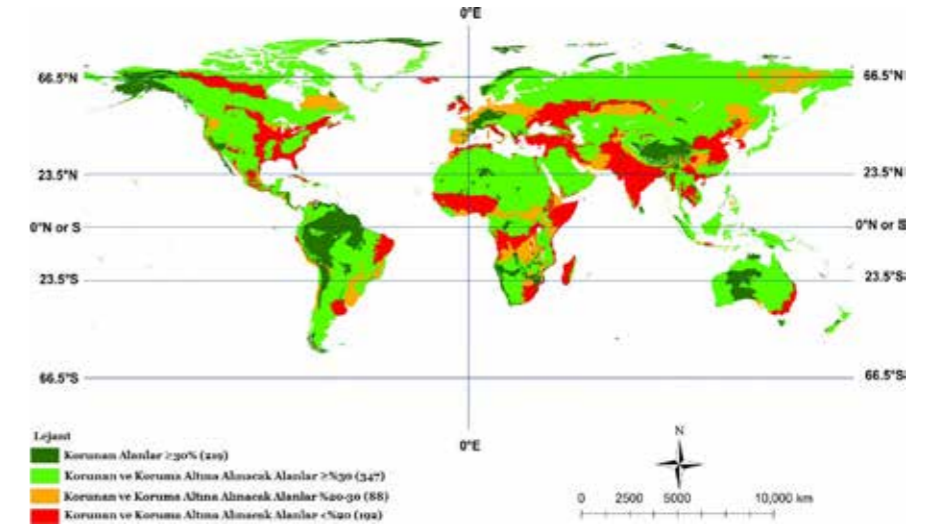 0°E
66.5°N
66.5°N
23.5°N
23.5°N
0°N or S
0°N or S
23.5°S
23.5°S
66.5°S
66.5°S
0°E
N
Lejant
Korunan Alanlar ≥30% (219)
Korunan ve Koruma Altına Alınacak Alanlar ≥%30 (347)
Korunan ve Koruma Altına Alınacak Alanlar %20-30 (88)
Korunan ve Koruma Altına Alınacak Alanlar <%20 (192)
0 2500 5000 10,000 km